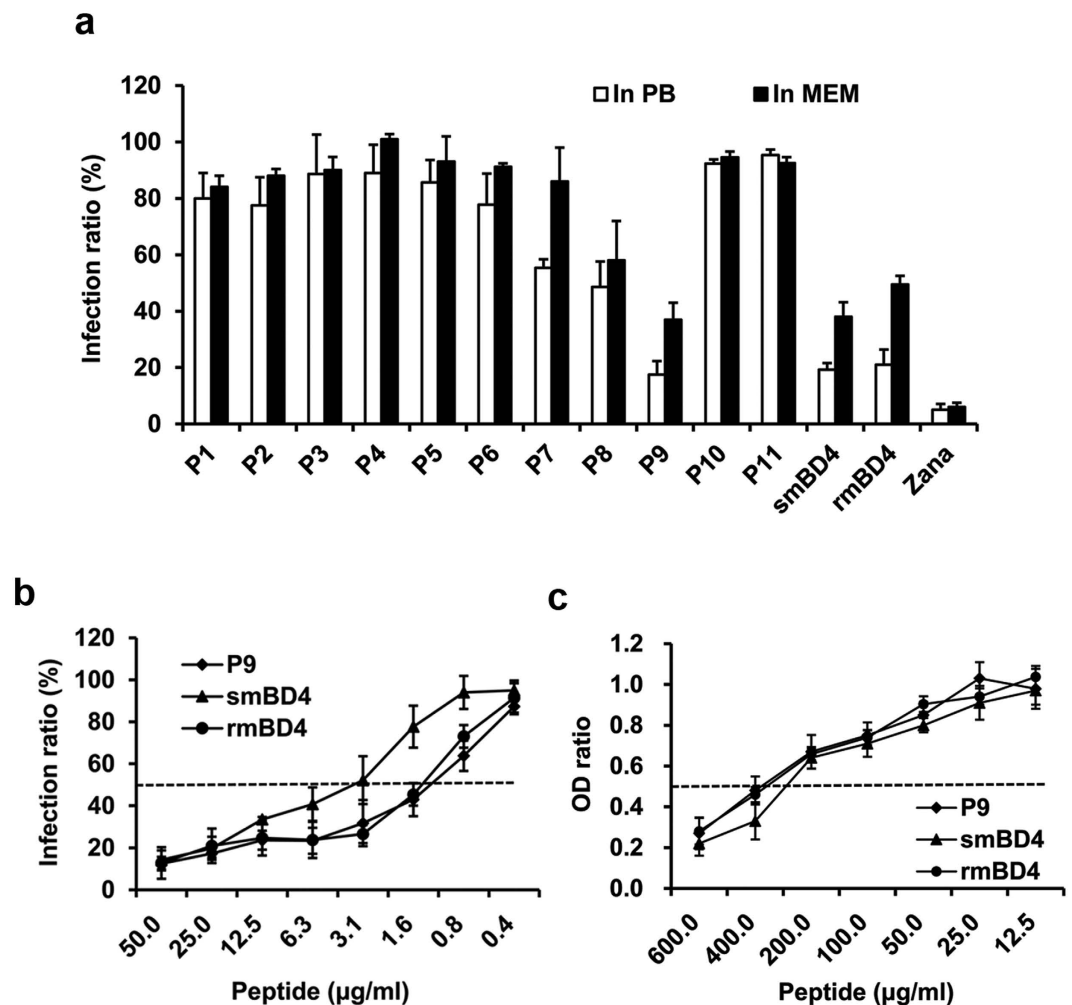 a
In PB
In MEM
Infection ratio (%)
120
100
80
60
40
20
0
P1
P2
P3
P4
P5
P6
P7
P8
P9
P10
P11
smBD4
rmBD4
Zana
b
Infection ratio (%)
120
100
80
60
40
20
0
P9
smBD4
rmBD4
50.0
25.0
12.5
6.3
3.1
1.6
0.8
0.4
Peptide (µg/ml)
c
OD ratio
1.2
1.0
0.8
0.6
0.4
0.2
0.0
P9
smBD4
rmBD4
600.0
400.0
200.0
100.0
50.0
25.0
12.5
Peptide (µg/ml)